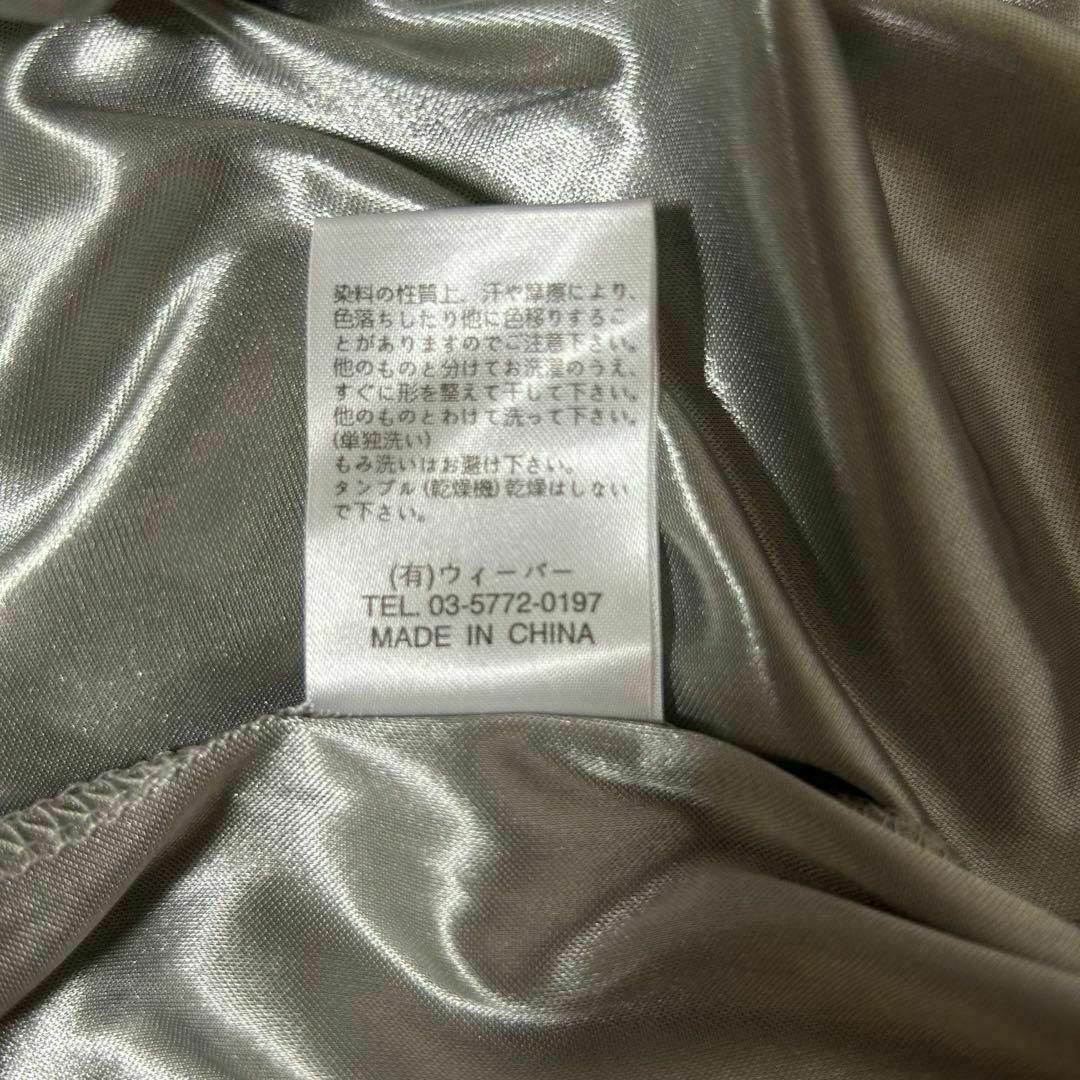 染料の性質上、汗や摩擦により、
色落ちしたり他に色移りするこ
とがありますのでご注意下さい。
他のものと分けてお洗濯のうえ、
すぐに形を整えて干して下さい。
他のものとわけて洗って下さい。
(単独洗い)
もみ洗いはお避け下さい。
タンブル(乾燥機)乾燥はしない
で下さい。
(有)ウィーバー
TEL. 03-5772-0197
MADE IN CHINA